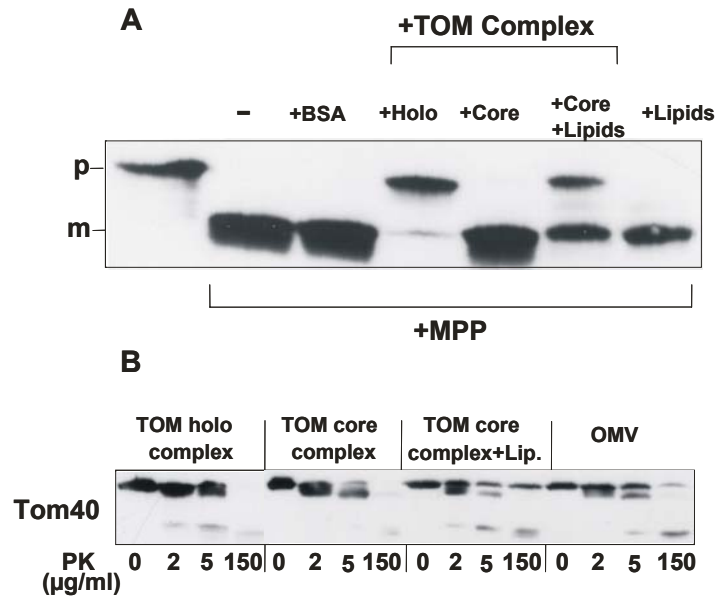 A
+TOM Complex
– +BSA +Holo +Core +Core +Lipids
+Lipids
p
m
+MPP
B
TOM holo TOM core TOM core OMV
complex complex complex+Lip.
Tom40
PK 0 2 5 150 0 2 5 150 0 2 5 150 0 2 5 150
(µg/ml)